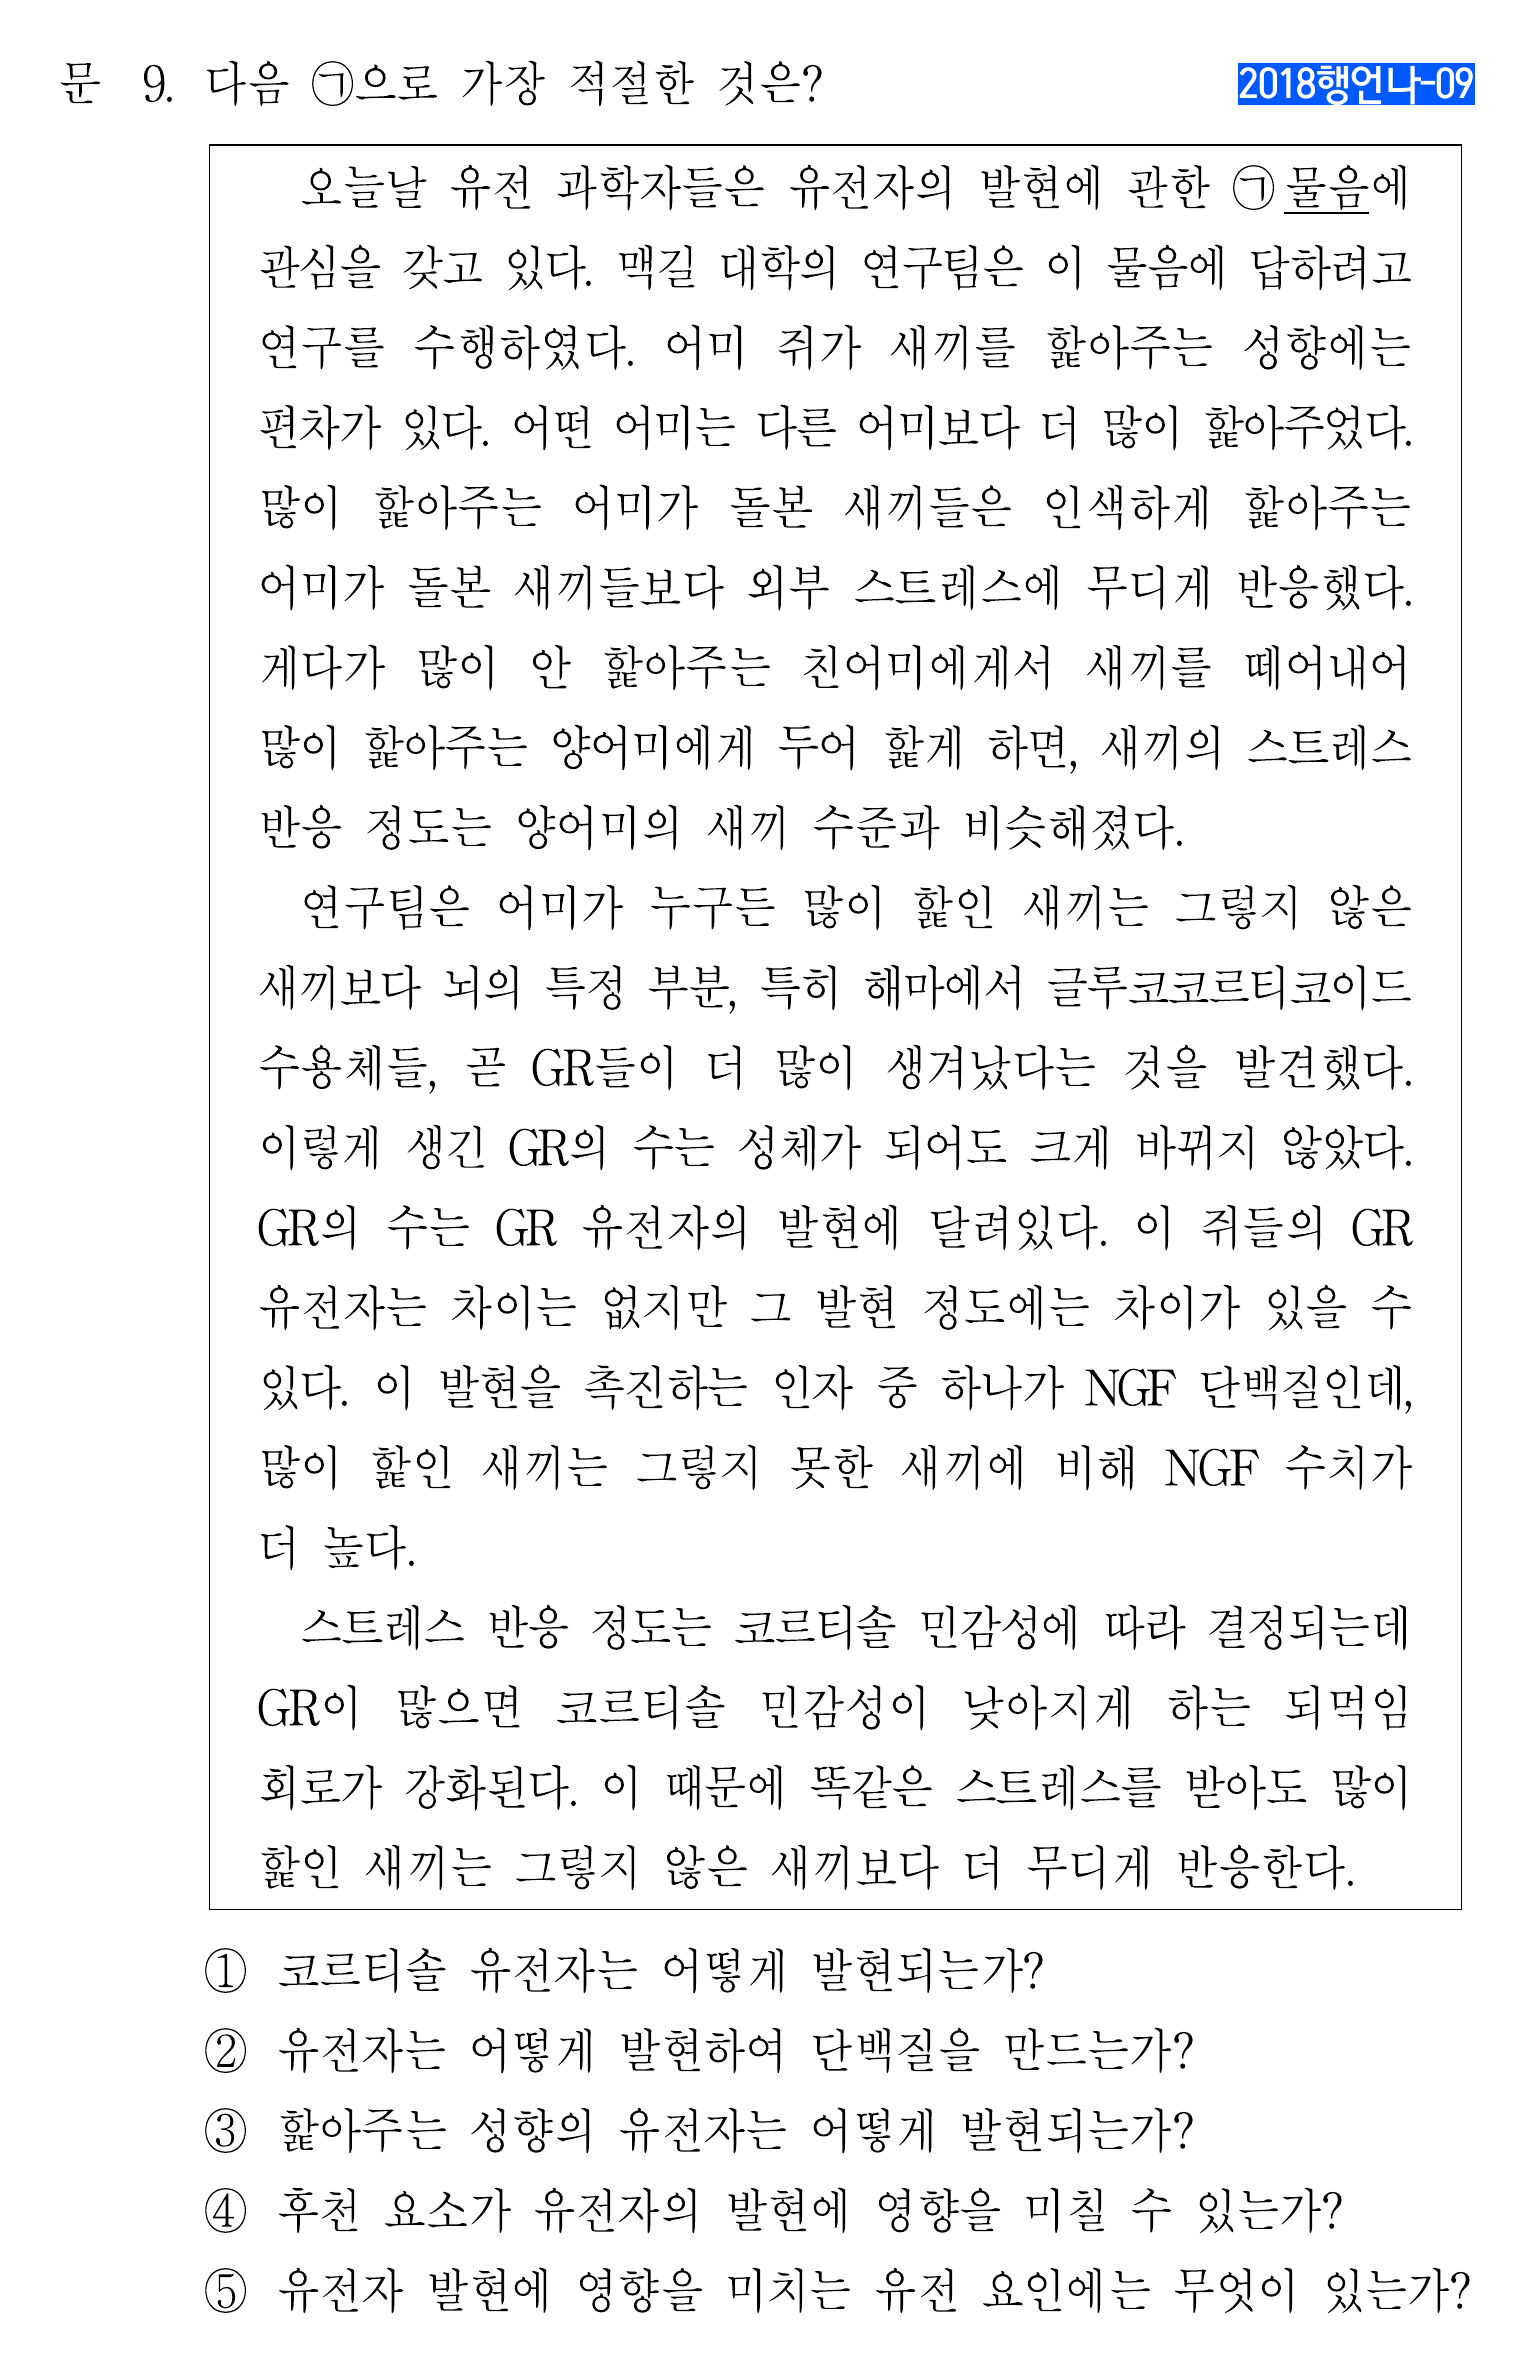 문 9. 다음 ㉠으로 가장 적절한 것은?
2018행언나-09
오늘날 유전 과학자들은 유전자의 발현에 관한 ㉠물음에
관심을 갖고 있다. 맥길 대학의 연구팀은 이 물음에 답하려고
연구를 수행하였다. 어미 쥐가 새끼를 핥아주는 성향에는
편차가 있다. 어떤 어미는 다른 어미보다 더 많이 핥아주었다.
많이 핥아주는 어미가 돌본 새끼들은 인색하게 핥아주는
어미가 돌본 새끼들보다 외부 스트레스에 무디게 반응했다.
게다가 많이 안 핥아주는 친어미에게서 새끼를 떼어내어
많이 핥아주는 양어미에게 두어 핥게 하면, 새끼의 스트레스
반응 정도는 양어미의 새끼 수준과 비슷해졌다.
연구팀은 어미가 누구든 많이 핥인 새끼는 그렇지 않은
새끼보다 뇌의 특정 부분, 특히 해마에서 글루코코르티코이드
수용체들, 곧 GR들이 더 많이 생겨났다는 것을 발견했다.
이렇게 생긴 GR의 수는 성체가 되어도 크게 바뀌지 않았다.
GR의 수는 GR 유전자의 발현에 달려있다. 이 쥐들의 GR
유전자는 차이는 없지만 그 발현 정도에는 차이가 있을 수
있다. 이 발현을 촉진하는 인자 중 하나가 NGF 단백질인데,
많이 핥인 새끼는 그렇지 못한 새끼에 비해 NGF 수치가
더 높다.
스트레스 반응 정도는 코르티솔 민감성에 따라 결정되는데
GR이 많으면 코르티솔 민감성이 낮아지게 하는 되먹임
회로가 강화된다. 이 때문에 똑같은 스트레스를 받아도 많이
핥인 새끼는 그렇지 않은 새끼보다 더 무디게 반응한다.
① 코르티솔 유전자는 어떻게 발현되는가?
② 유전자는 어떻게 발현하여 단백질을 만드는가?
③ 핥아주는 성향의 유전자는 어떻게 발현되는가?
④ 후천 요소가 유전자의 발현에 영향을 미칠 수 있는가?
⑤ 유전자 발현에 영향을 미치는 유전 요인에는 무엇이 있는가?